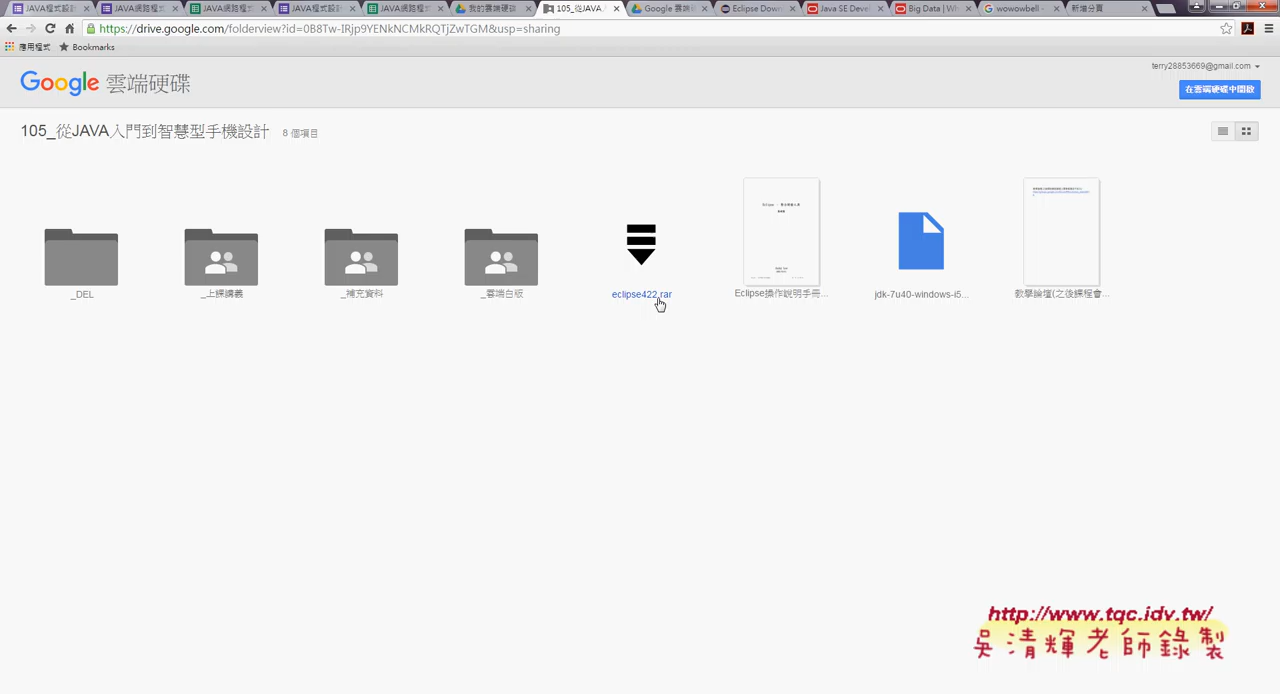 JAVA程式設計
JAVA網路程式
JAVA網路程式
JAVA程式設計
JAVA網路程式
我的雲端硬碟
105_從JAVA入
Google 雲端硬
Eclipse Down
Java SE Devel
Big Data | Wh
wowowbell -
新增分頁
https://drive.google.com/folderview?id=0B8Tw-IRjp9YENkNCMkRQTjZwTGM&usp=sharing
應用程式
Bookmarks
Google 雲端硬碟
terry28853669@gmail.com
在雲端硬碟中開啟
105_從JAVA入門到智慧型手機設計 8 個項目
_DEL
_上課講義
_補充資料
_雲端白板
eclipse422.rar
Eclipse操作說明手冊...
jdk-7u40-windows-i5...
教學論壇(之後課程會...
http://www.tqc.idv.tw/
吳清輝老師錄製